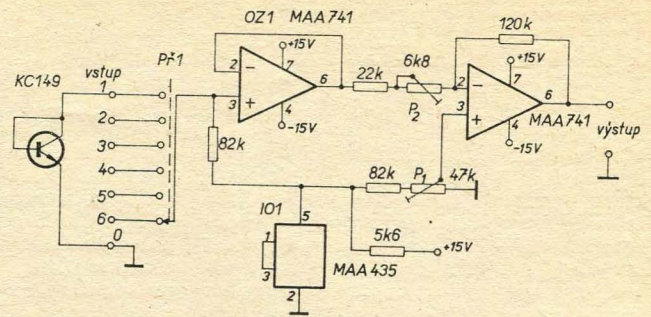 OZ1 MAA741
+15V
7
2
−
3
+
6
4
-15V
22k
6k8
P₂
120k
+15V
7
2
−
3
+
6
4
-15V
MAA741
výstup
KC149
vstup
Př1
1
2
3
4
5
6
0
82k
82k
P₁
47k
IO1
5
1
3
2
MAA435
5k6
+15V